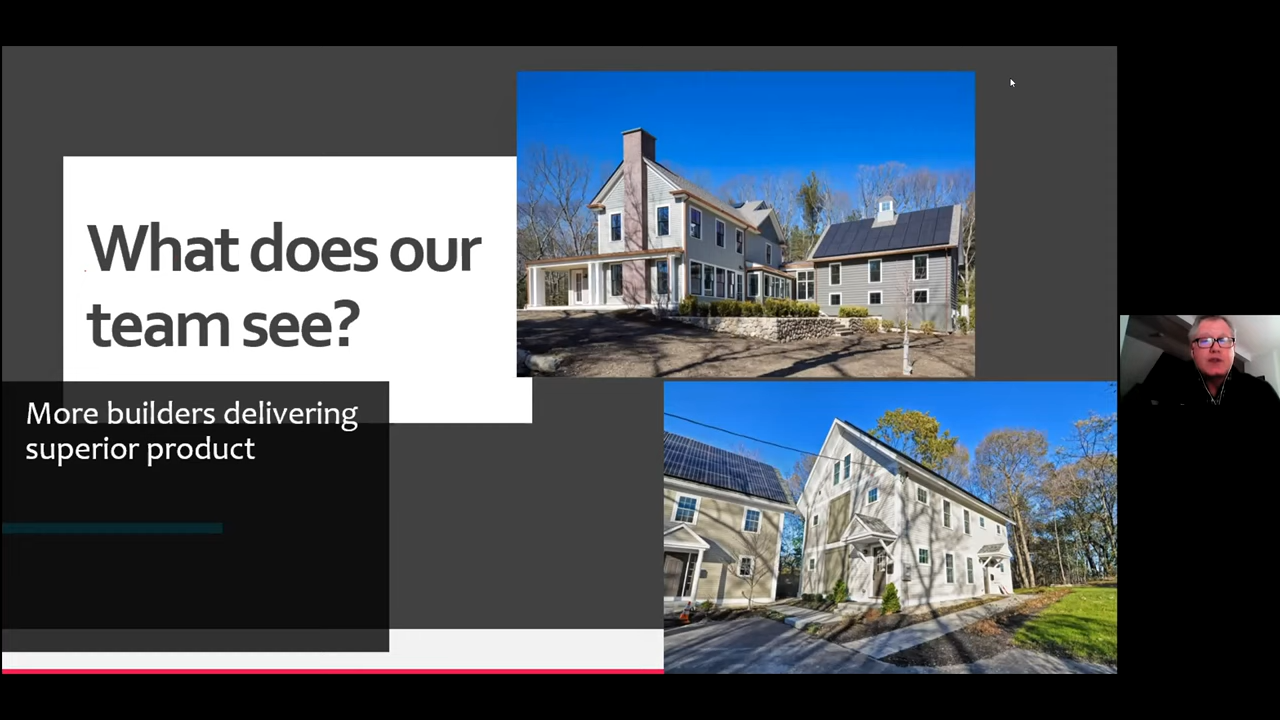 What does our
team see?
More builders delivering
superior product